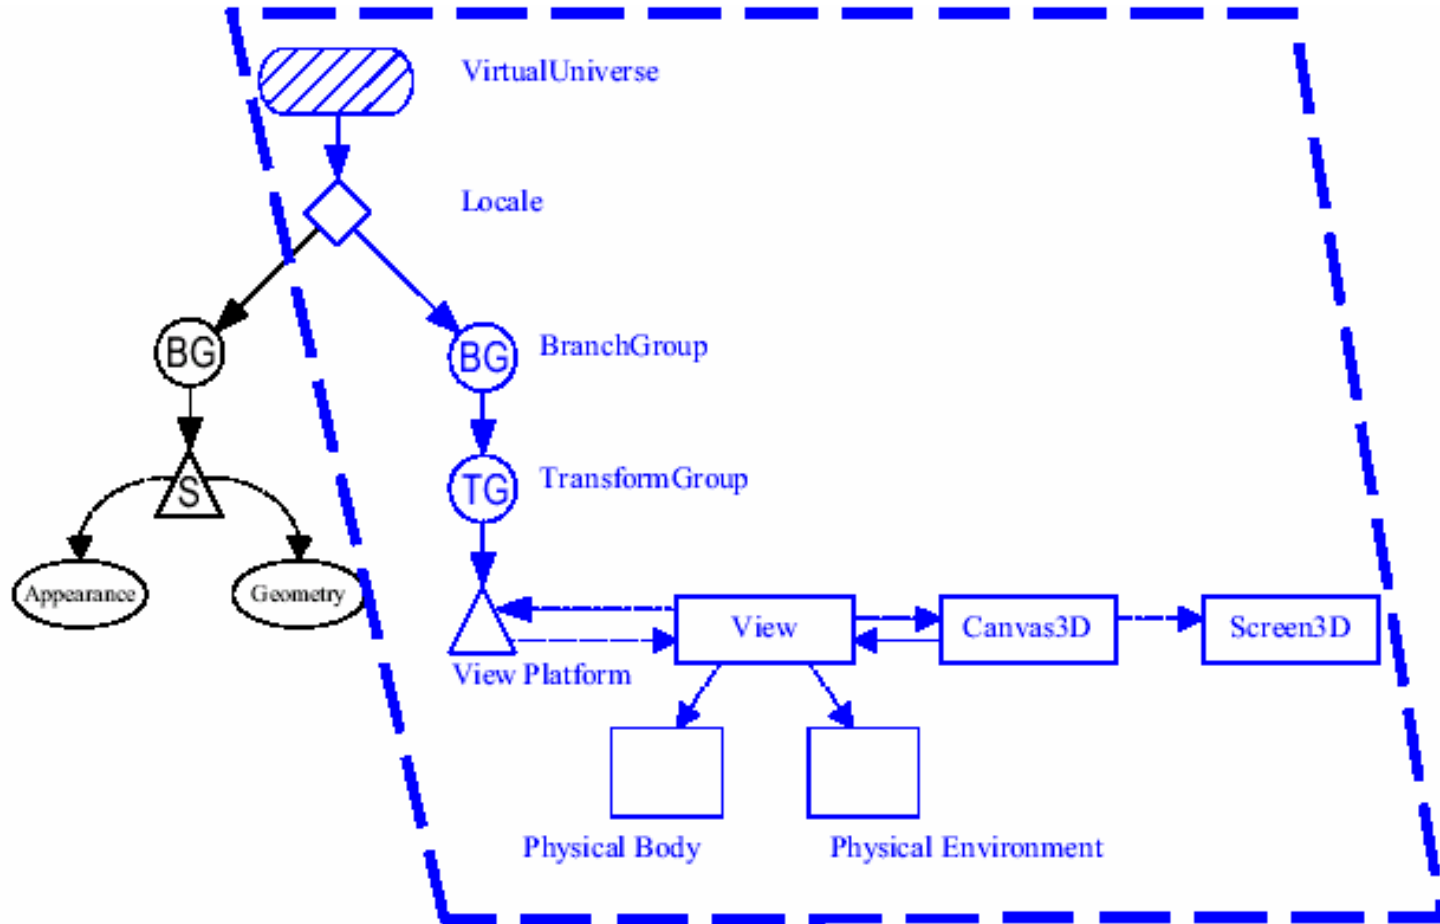 VirtualUniverse
Locale
BG
BG
BranchGroup
S
TG
TransformGroup
Appearance
Geometry
View
Canvas3D
Screen3D
View Platform
Physical Body
Physical Environment